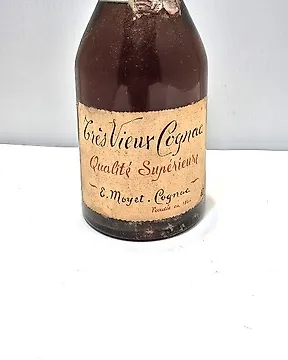 Très Vieux Cognac
Qualité Supérieure
- E. Moyet. Cognac -